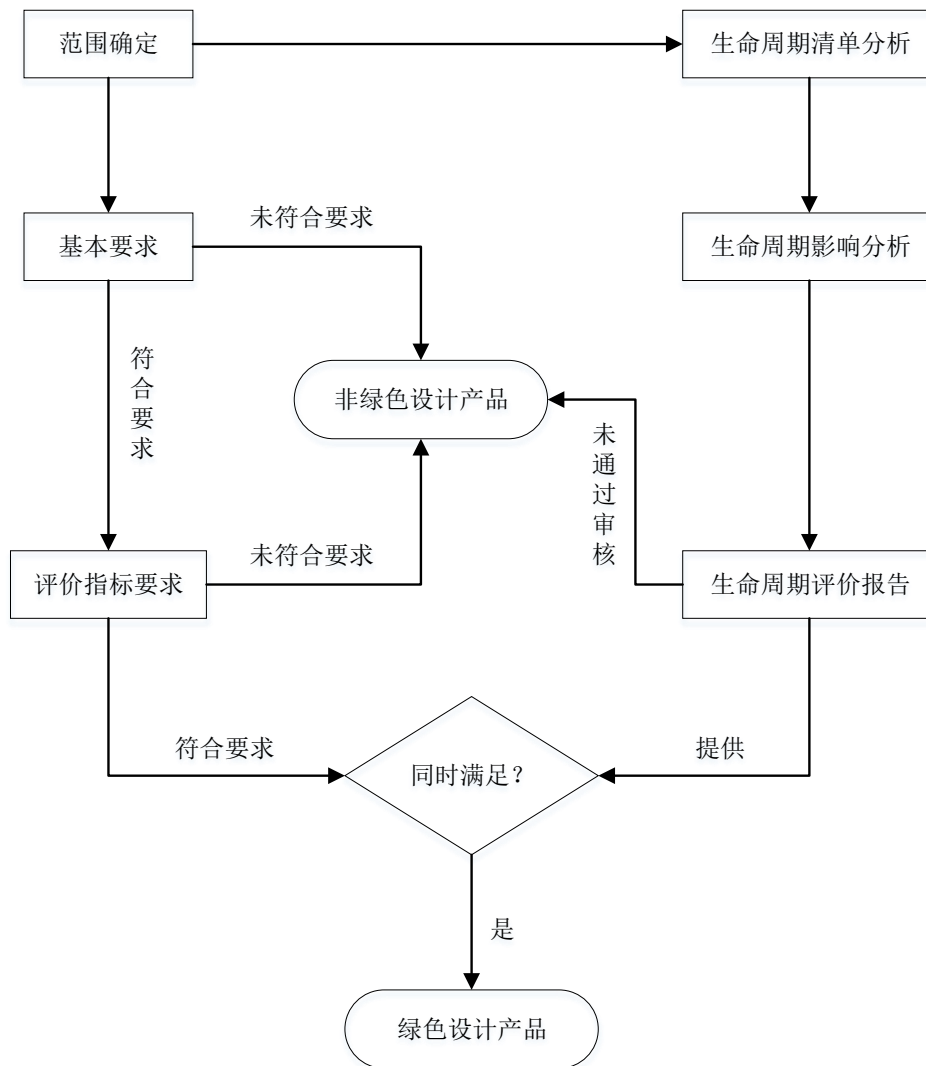 范围确定
生命周期清单分析
未符合要求
基本要求
生命周期影响分析
符合要求
非绿色设计产品
未通过审核
未符合要求
评价指标要求
生命周期评价报告
符合要求
提供
同时满足？
是
绿色设计产品